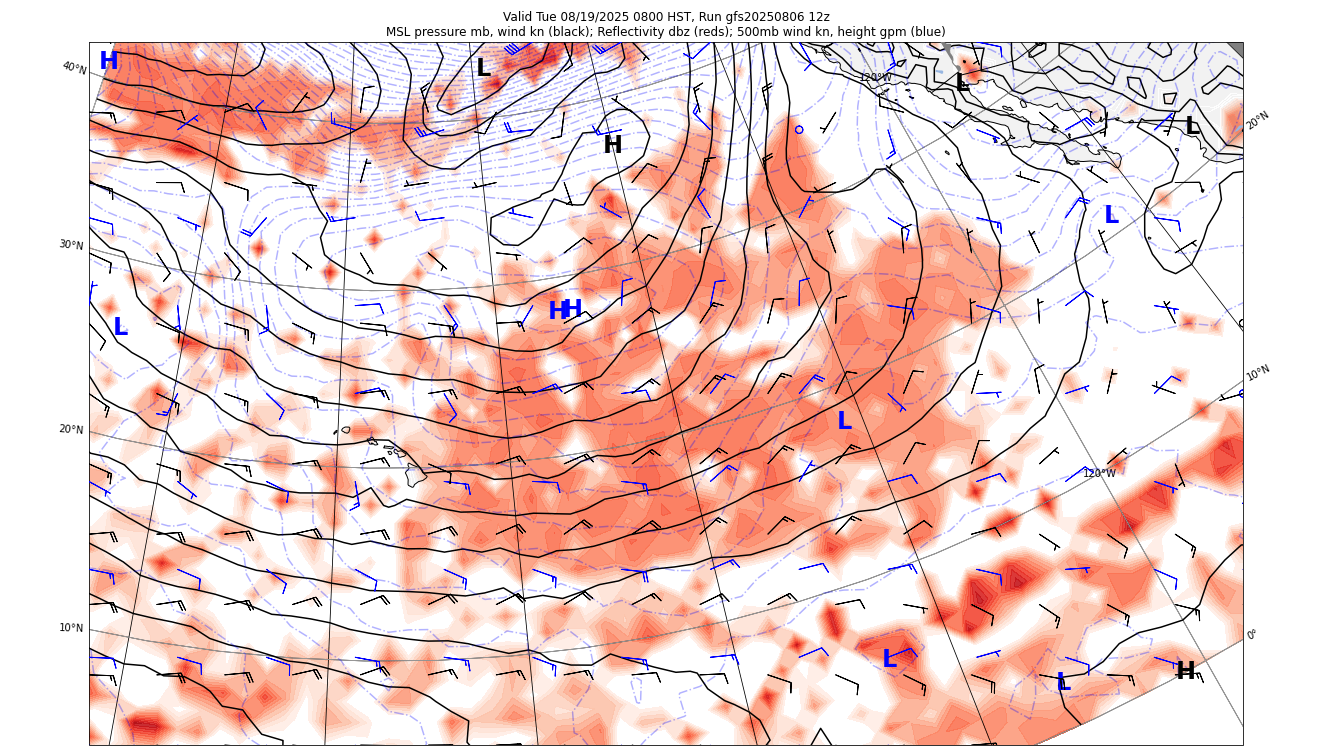 Valid Tue 08/19/2025 0800 HST, Run gfs20250806 12z
MSL pressure mb, wind kn (black); Reflectivity dbz (reds); 500mb wind kn, height gpm (blue)
H
L
40°N
120°W
L
L
20°N
H
L
30°N
H
H
L
10°N
L
20°N
120°W
10°N
0°
L
H
L